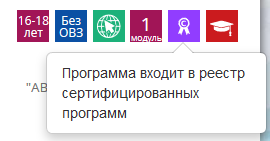 16-18 Без 1
лет ОВЗ модуль
"АВ
Программа входит в реестр
сертифицированных
программ